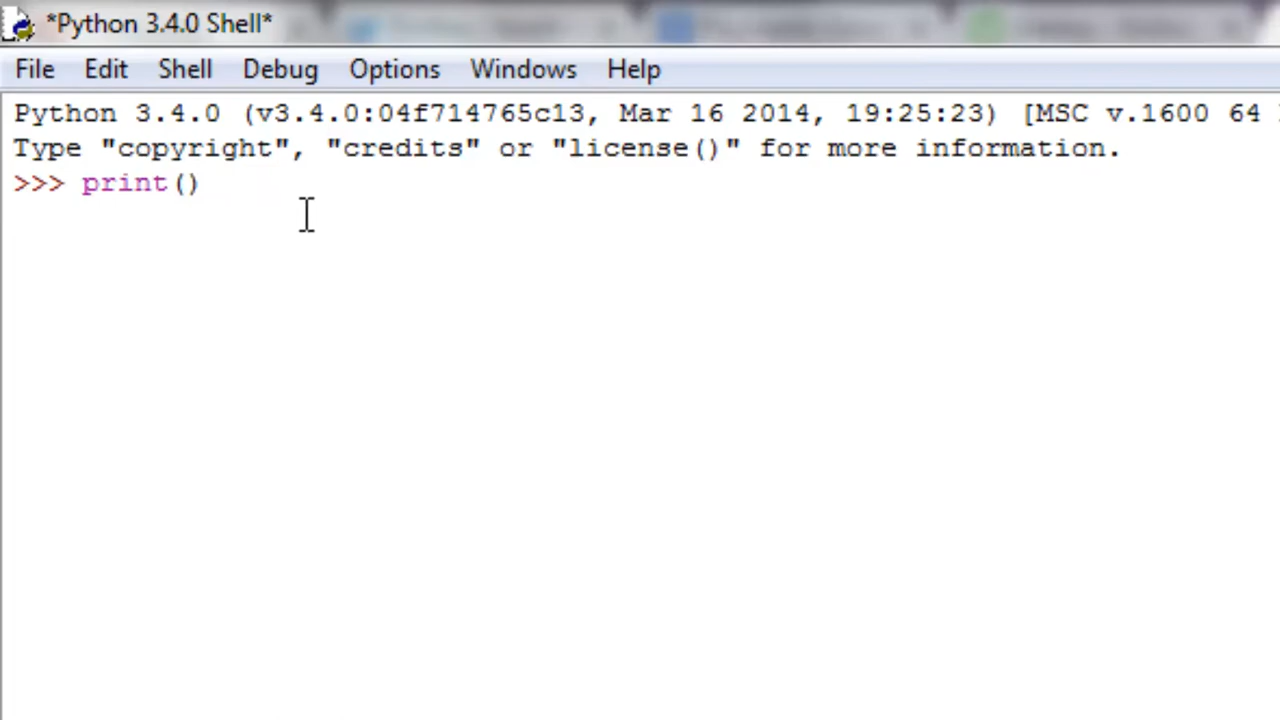 *Python 3.4.0 Shell*
File Edit Shell Debug Options Windows Help
Python 3.4.0 (v3.4.0:04f714765c13, Mar 16 2014, 19:25:23) [MSC v.1600 64
Type "copyright", "credits" or "license()" for more information.
>>> print()